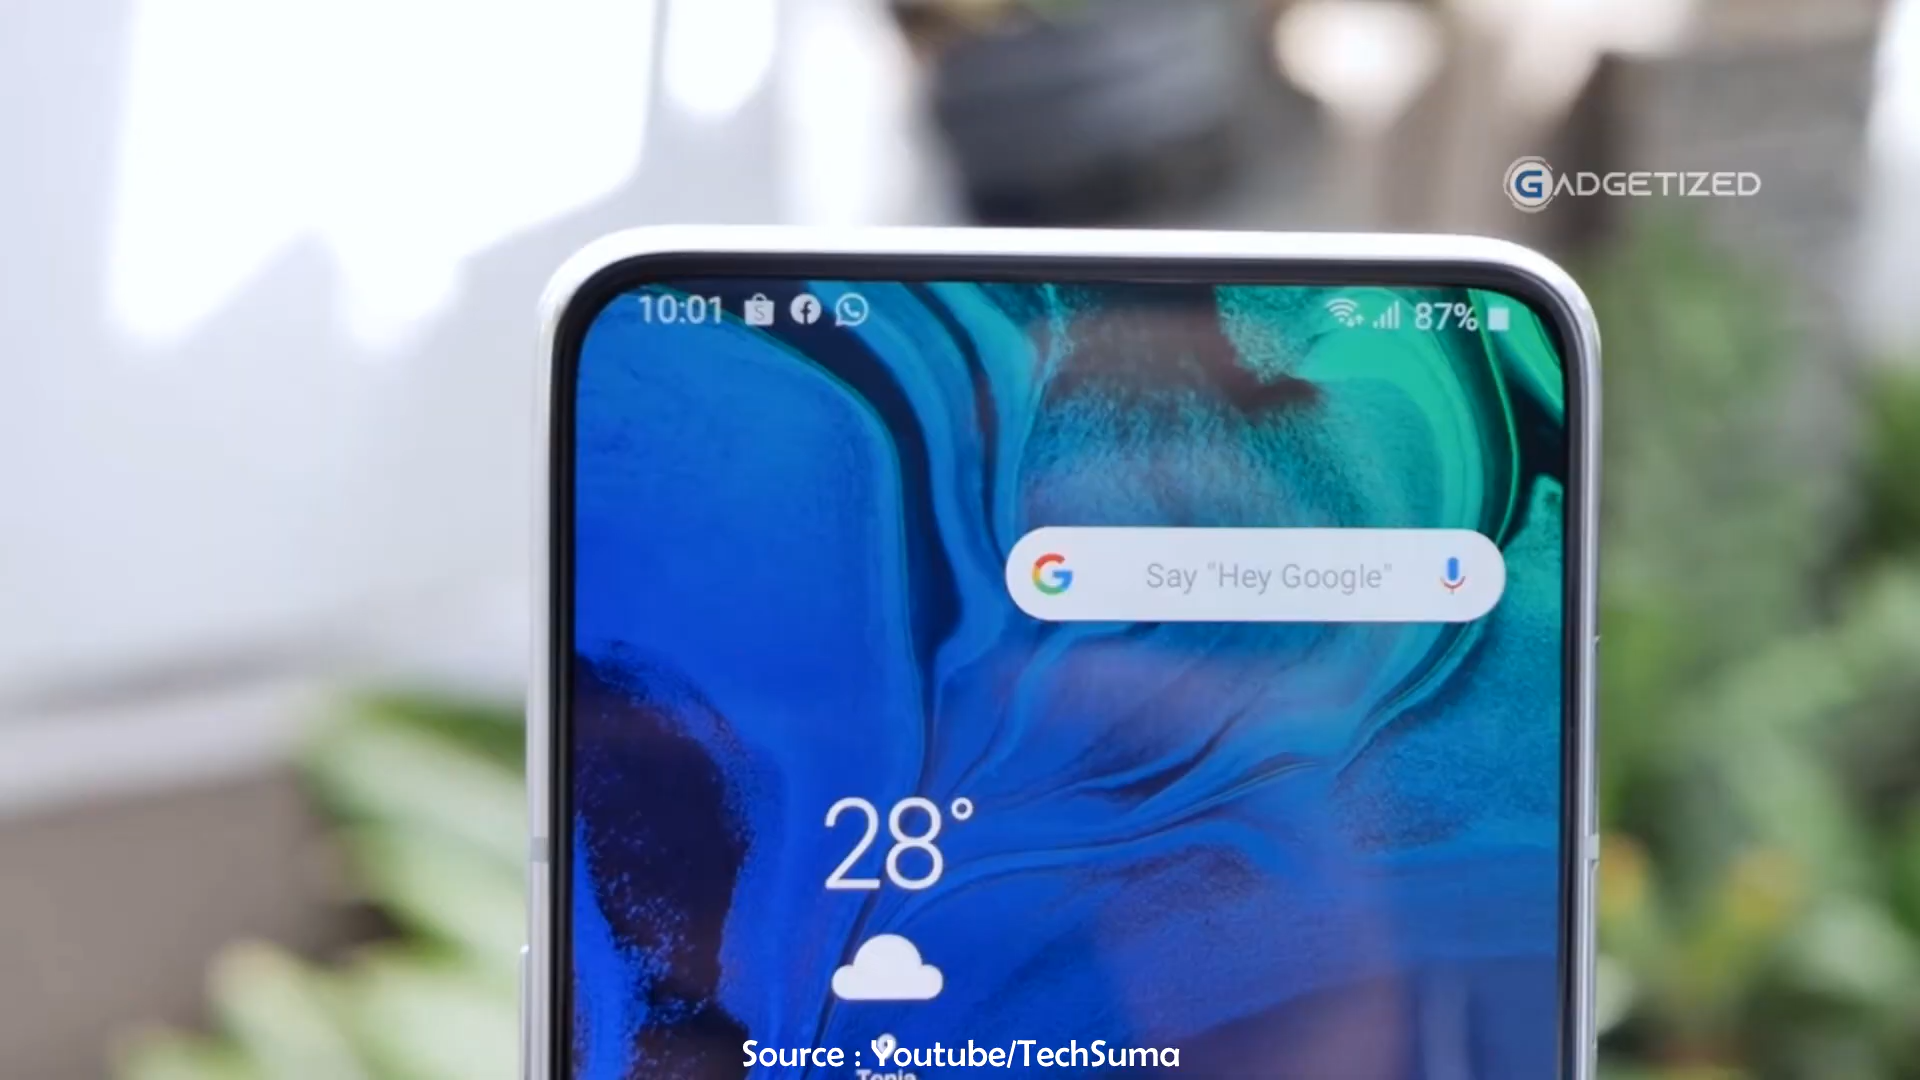 GADGETIZED
10:01
87%
Say "Hey Google"
28°
Source : Youtube/TechSuma